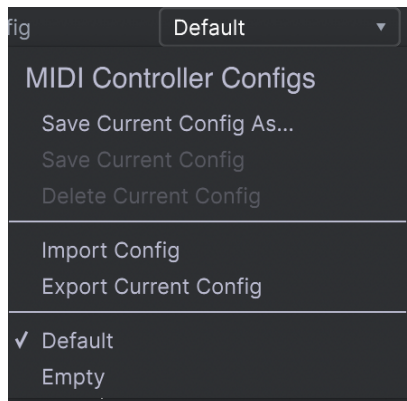 fig Default
MIDI Controller Configs
Save Current Config As...
Save Current Config
Delete Current Config
Import Config
Export Current Config
✓ Default
Empty